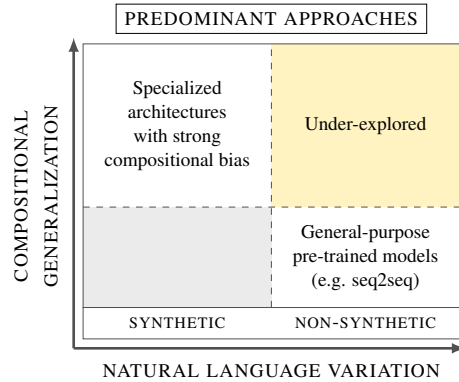 PREDOMINANT APPROACHES
COMPOSITIONAL
GENERALIZATION
Specialized
architectures
with strong
compositional bias
Under-explored
General-purpose
pre-trained models
(e.g. seq2seq)
SYNTHETIC
NON-SYNTHETIC
NATURAL LANGUAGE VARIATION